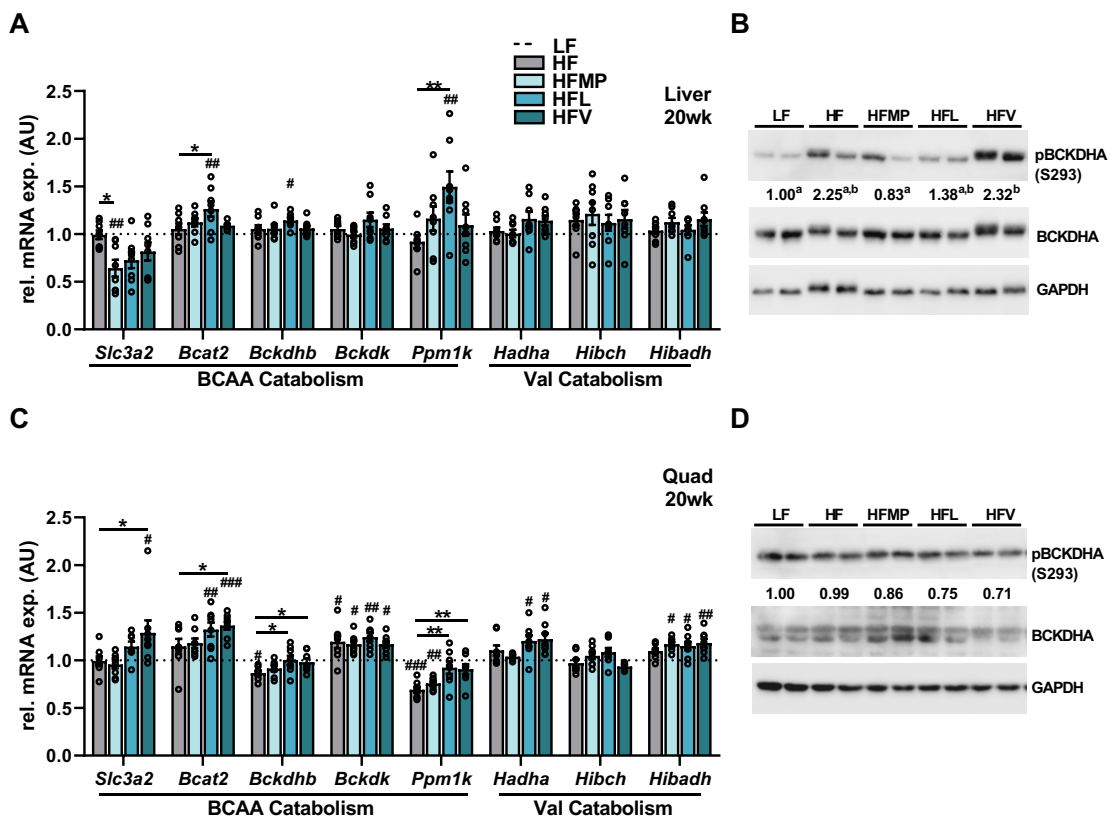 A
B
LF
HF
HFMP
HFL
HFV
Liver
20wk
rel. mRNA exp. (AU)
2.5
2.0
1.5
1.0
0.5
0.0
* ## * ## # ** ##
Slc3a2 Bcat2 Bckdhb Bckdk Ppm1k Hadha Hibch Hibadh
BCAA Catabolism Val Catabolism
LF HF HFMP HFL HFV
pBCKDHA
(S293)
1.00a 2.25a,b 0.83a 1.38a,b 2.32b
BCKDHA
GAPDH
C
D
Quad
20wk
rel. mRNA exp. (AU)
2.5
2.0
1.5
1.0
0.5
0.0
* # * ## ### # * * # # ## # ### ## ** ** # # # # ##
Slc3a2 Bcat2 Bckdhb Bckdk Ppm1k Hadha Hibch Hibadh
BCAA Catabolism Val Catabolism
LF HF HFMP HFL HFV
pBCKDHA
(S293)
1.00 0.99 0.86 0.75 0.71
BCKDHA
GAPDH